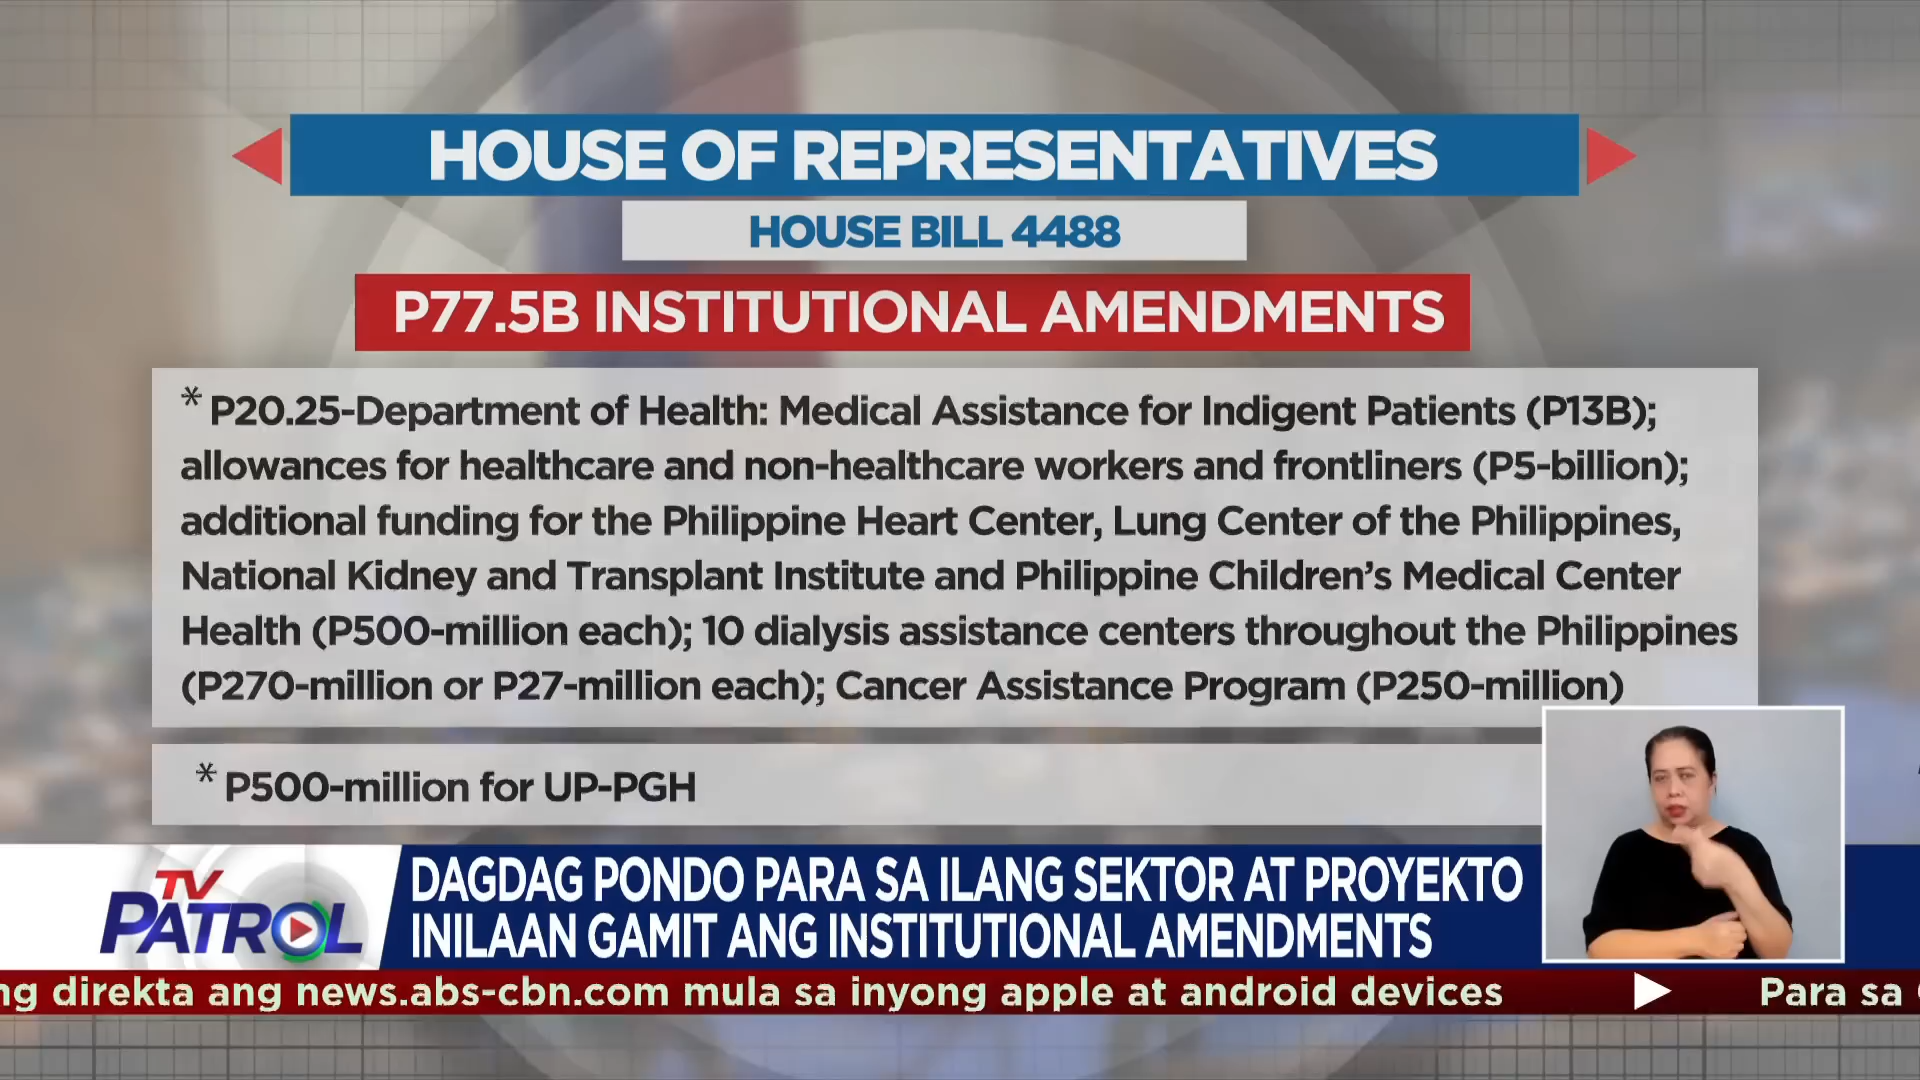 HOUSE OF REPRESENTATIVES
HOUSE BILL 4488
P77.5B INSTITUTIONAL AMENDMENTS
* P20.25-Department of Health: Medical Assistance for Indigent Patients (P13B);
allowances for healthcare and non-healthcare workers and frontliners (P5-billion);
additional funding for the Philippine Heart Center, Lung Center of the Philippines,
National Kidney and Transplant Institute and Philippine Children's Medical Center
Health (P500-million each); 10 dialysis assistance centers throughout the Philippines
(P270-million or P27-million each); Cancer Assistance Program (P250-million)
* P500-million for UP-PGH
TV
PATROL
DAGDAG PONDO PARA SA ILANG SEKTOR AT PROYEKTO
INILAAN GAMIT ANG INSTITUTIONAL AMENDMENTS
ng direkta ang news.abs-cbn.com mula sa inyong apple at android devices Para sa